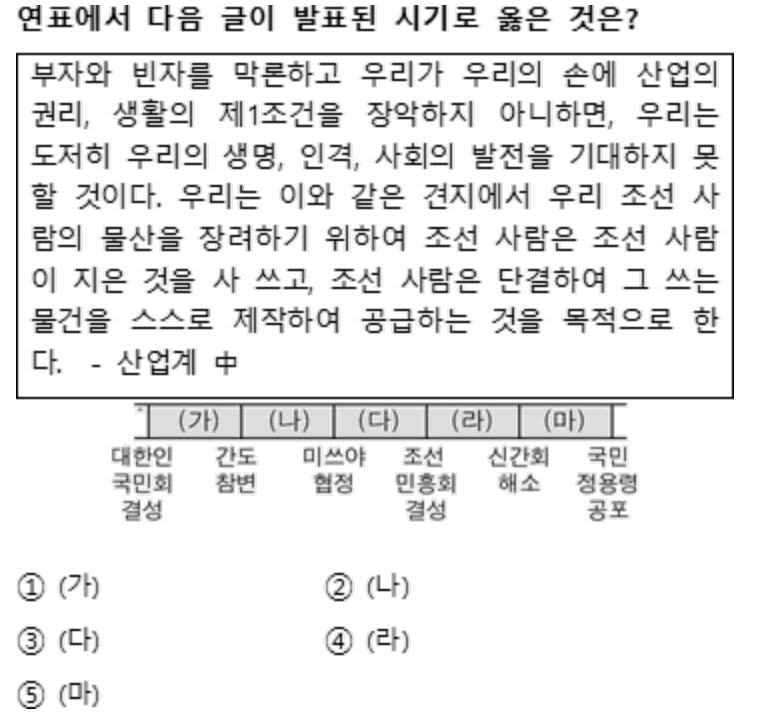 연표에서 다음 글이 발표된 시기로 옳은 것은?
부자와 빈자를 막론하고 우리가 우리의 손에 산업의
권리, 생활의 제1조건을 장악하지 아니하면, 우리는
도저히 우리의 생명, 인격, 사회의 발전을 기대하지 못
할 것이다. 우리는 이와 같은 견지에서 우리 조선 사
람의 물산을 장려하기 위하여 조선 사람은 조선 사람
이 지은 것을 사 쓰고, 조선 사람은 단결하여 그 쓰는
물건을 스스로 제작하여 공급하는 것을 목적으로 한
다. - 산업계 中
(가) (나) (다) (라) (마)
대한인 간도 미쓰야 조선 신간회 국민
국민회 참변 협정 민흥회 해소 정용령
결성 결성 공포
① (가) ② (나)
③ (다) ④ (라)
⑤ (마)